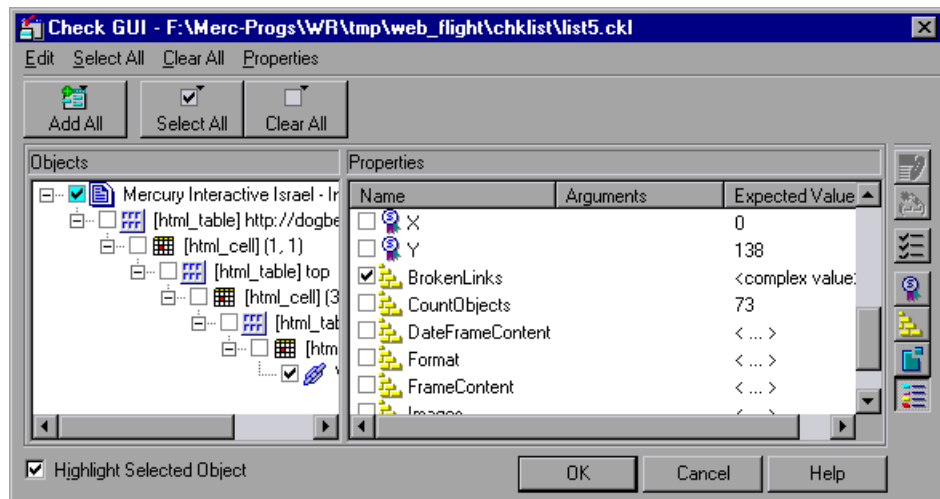 Check GUI - F:\Merc-Progs\WR\tmp\web_flight\chklist\list5.ckl
Edit Select All Clear All Properties
Add All Select All Clear All
Objects
Mercury Interactive Israel - Ir
[html_table] http://dogbe
[html_cell] (1, 1)
[html_table] top
[html_cell] (3
[html_tab
[htm
Properties
Name Arguments Expected Value
X 0
Y 138
BrokenLinks <complex value
CountObjects 73
DateFrameContent < ... >
Format < ... >
FrameContent < ... >
Images < ... >
Highlight Selected Object
OK Cancel Help